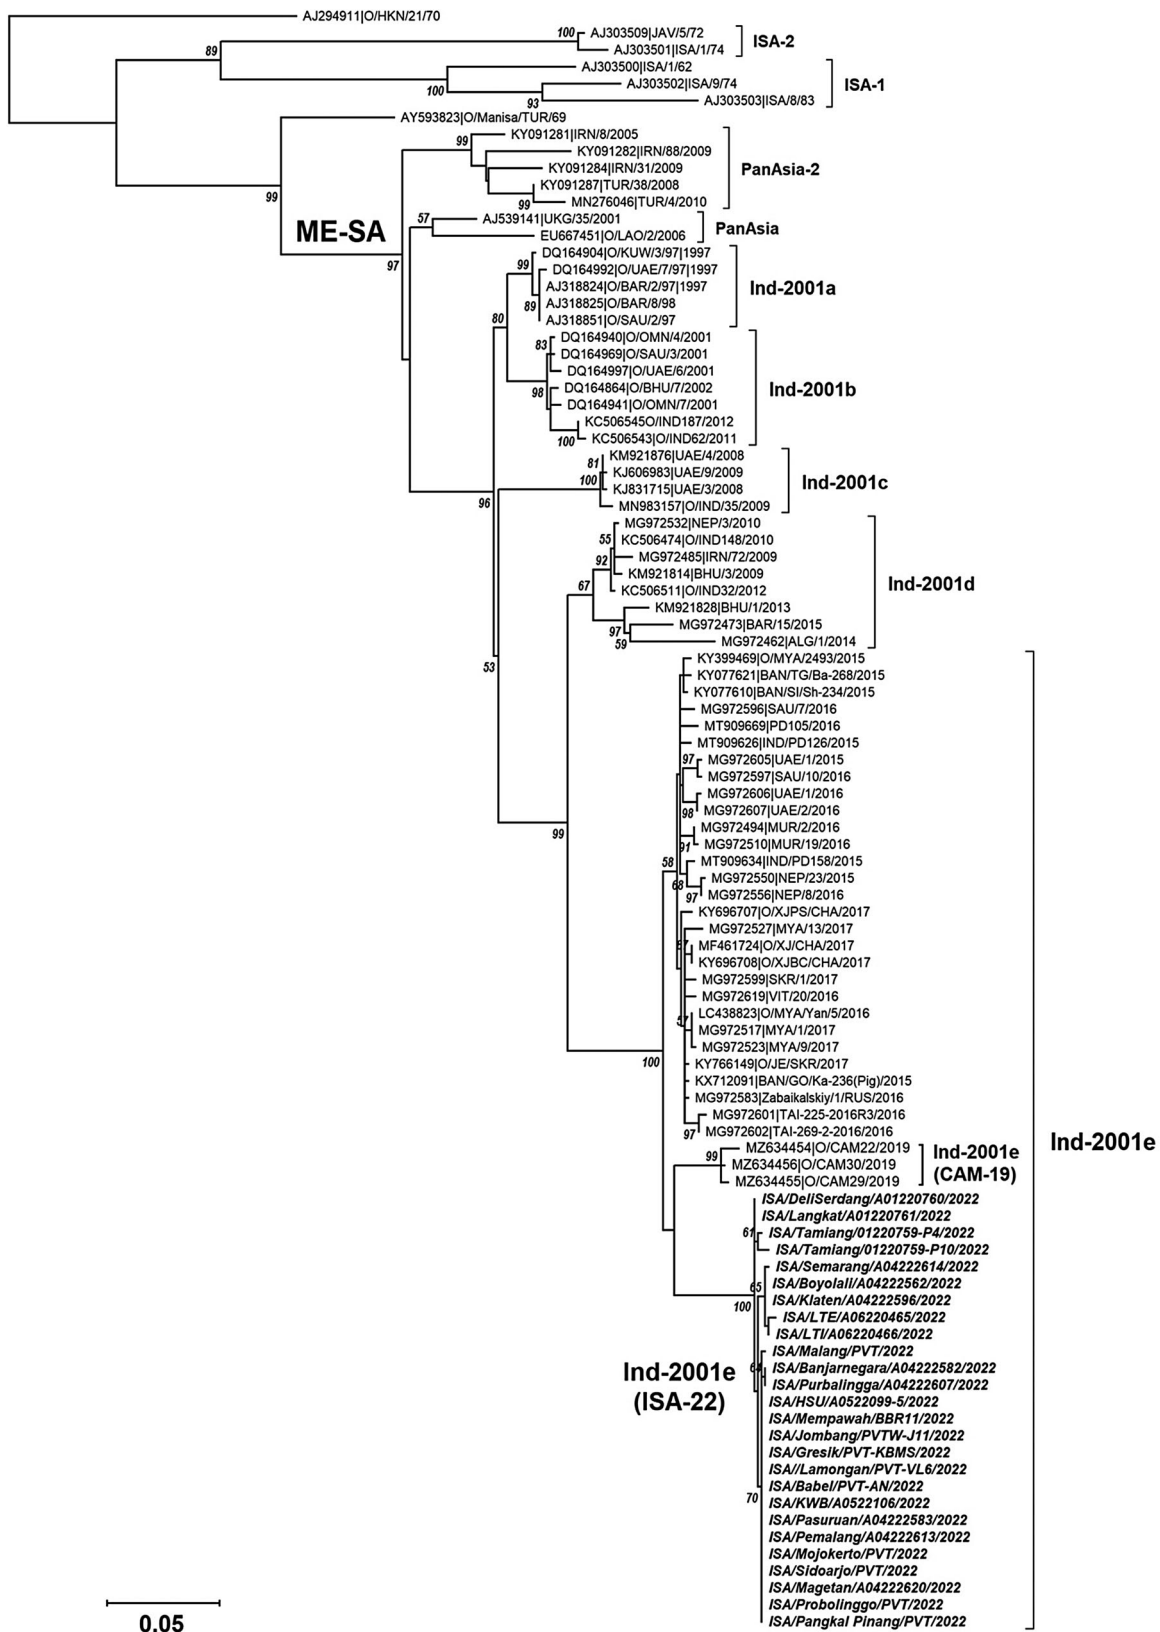 AJ294911|O/HKN/21/70
100
AJ303509|JAV/5/72
AJ303501|ISA/1/74
ISA-2
89
AJ303500|ISA/1/62
100
AJ303502|ISA/9/74
93
AJ303503|ISA/8/83
ISA-1
AY593823|O/Manisa/TUR/69
99
99
KY091281|IRN/8/2005
KY091282|IRN/88/2009
KY091284|IRN/31/2009
KY091287|TUR/38/2008
99
MN276046|TUR/4/2010
PanAsia-2
ME-SA
97
57
AJ539141|UKG/35/2001
EU667451|O/LAO/2/2006
PanAsia
DQ164904|O/KUW/3/97|1997
99
DQ164992|O/UAE/7/97|1997
AJ318824|O/BAR/2/97|1997
89
AJ318825|O/BAR/8/98
AJ318851|O/SAU/2/97
Ind-2001a
80
DQ164940|O/OMN/4/2001
83
DQ164969|O/SAU/3/2001
DQ164997|O/UAE/6/2001
98
DQ164864|O/BHU/7/2002
DQ164941|O/OMN/7/2001
KC506545O/IND187/2012
100
KC506543|O/IND62/2011
Ind-2001b
96
KM921876|UAE/4/2008
81
KJ606983|UAE/9/2009
100
KJ831715|UAE/3/2008
MN983157|O/IND/35/2009
Ind-2001c
53
MG972532|NEP/3/2010
55
KC506474|O/IND148/2010
92
MG972485|IRN/72/2009
KM921814|BHU/3/2009
67
KC506511|O/IND32/2012
KM921828|BHU/1/2013
97
MG972473|BAR/15/2015
59
MG972462|ALG/1/2014
Ind-2001d
99
KY399469|O/MYA/2493/2015
KY077621|BAN/TG/Ba-268/2015
KY077610|BAN/SI/Sh-234/2015
MG972596|SAU/7/2016
MT909669|PD105/2016
MT909626|IND/PD126/2015
97
MG972605|UAE/1/2015
MG972597|SAU/10/2016
MG972606|UAE/1/2016
98
MG972607|UAE/2/2016
MG972494|MUR/2/2016
91
MG972510|MUR/19/2016
58
MT909634|IND/PD158/2015
68
MG972550|NEP/23/2015
97
MG972556|NEP/8/2016
KY696707|O/XJPS/CHA/2017
MG972527|MYA/13/2017
MF461724|O/XJ/CHA/2017
KY696708|O/XJBC/CHA/2017
MG972599|SKR/1/2017
MG972619|VIT/20/2016
LC438823|O/MYA/Yan/5/2016
57
MG972517|MYA/1/2017
MG972523|MYA/9/2017
100
KY766149|O/JE/SKR/2017
KX712091|BAN/GO/Ka-236(Pig)/2015
MG972583|Zabaikalskiy/1/RUS/2016
MG972601|TAI-225-2016R3/2016
97
MG972602|TAI-269-2-2016/2016
99
MZ634454|O/CAM22/2019
MZ634456|O/CAM30/2019
MZ634455|O/CAM29/2019
Ind-2001e
(CAM-19)
Ind-2001e
ISA/DeliSerdang/A01220760/2022
ISA/Langkat/A01220761/2022
61
ISA/Tamiang/01220759-P4/2022
ISA/Tamiang/01220759-P10/2022
ISA/Semarang/A04222614/2022
65
ISA/Boyolali/A04222562/2022
100
ISA/Klaten/A04222596/2022
ISA/LTE/A06220465/2022
ISA/LTI/A06220466/2022
ISA/Malang/PVT/2022
64
ISA/Banjarnegara/A04222582/2022
ISA/Purbalingga/A04222607/2022
Ind-2001e
(ISA-22)
ISA/HSU/A0522099-5/2022
ISA/Mempawah/BBR11/2022
ISA/Jombang/PVTW-J11/2022
ISA/Gresik/PVT-KBMS/2022
ISA//Lamongan/PVT-VL6/2022
ISA/Babel/PVT-AN/2022
70
ISA/KWB/A0522106/2022
ISA/Pasuruan/A04222583/2022
ISA/Pemalang/A04222613/2022
ISA/Mojokerto/PVT/2022
ISA/Sidoarjo/PVT/2022
ISA/Magetan/A04222620/2022
ISA/Probolinggo/PVT/2022
ISA/Pangkal Pinang/PVT/2022
0.05